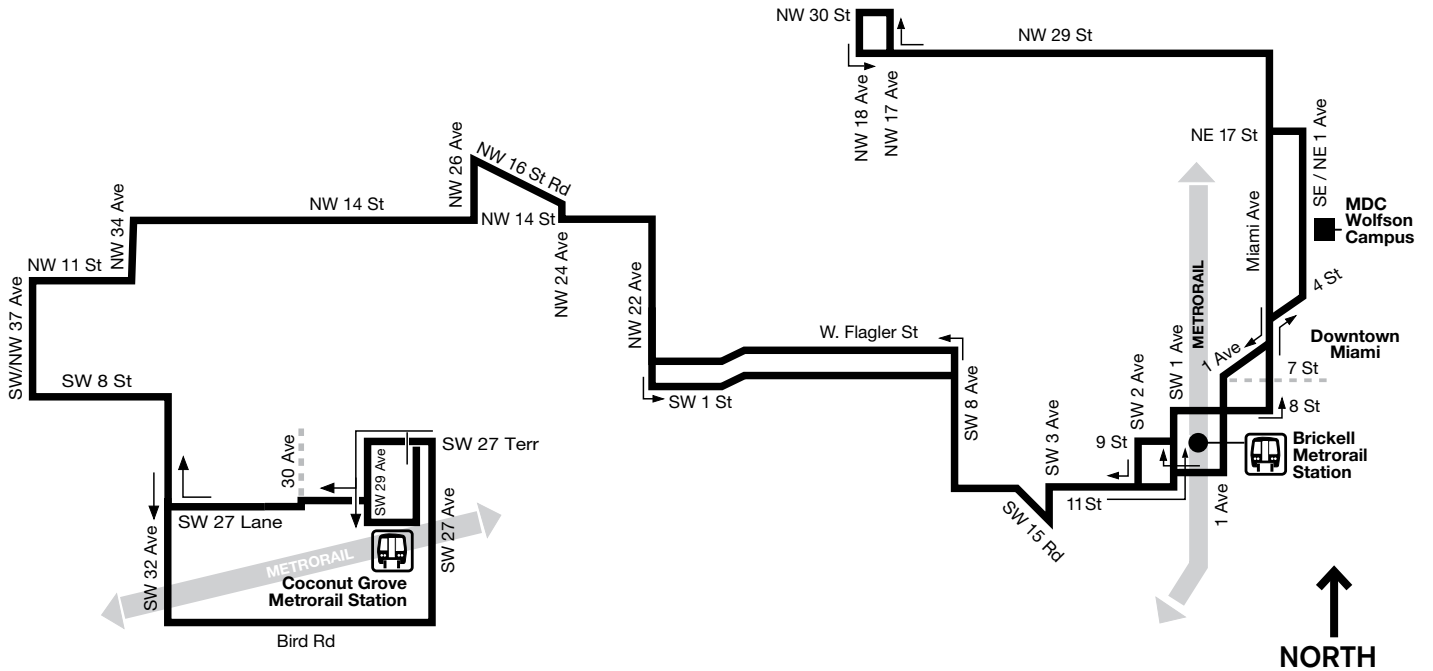 NW 30 St
NW 29 St
NW 18 Ave
NW 17 Ave
NE 17 St
SE / NE 1 Ave
MDC
Wolfson
Campus
Miami Ave
4 St
METRORAIL
Downtown
Miami
1 Ave
7 St
8 St
SW 1 Ave
SW 2 Ave
9 St
Brickell
Metrorail
Station
11 St
1 Ave
SW 3 Ave
SW 15 Rd
SW 8 Ave
W. Flagler St
SW 1 St
NW 22 Ave
NW 24 Ave
NW 14 St
NW 16 St Rd
NW 26 Ave
NW 14 St
NW 34 Ave
NW 11 St
SW/NW 37 Ave
SW 8 St
30 Ave
SW 29 Ave
SW 27 Terr
SW 27 Lane
SW 27 Ave
SW 32 Ave
METRORAIL
Coconut Grove
Metrorail Station
Bird Rd
NORTH